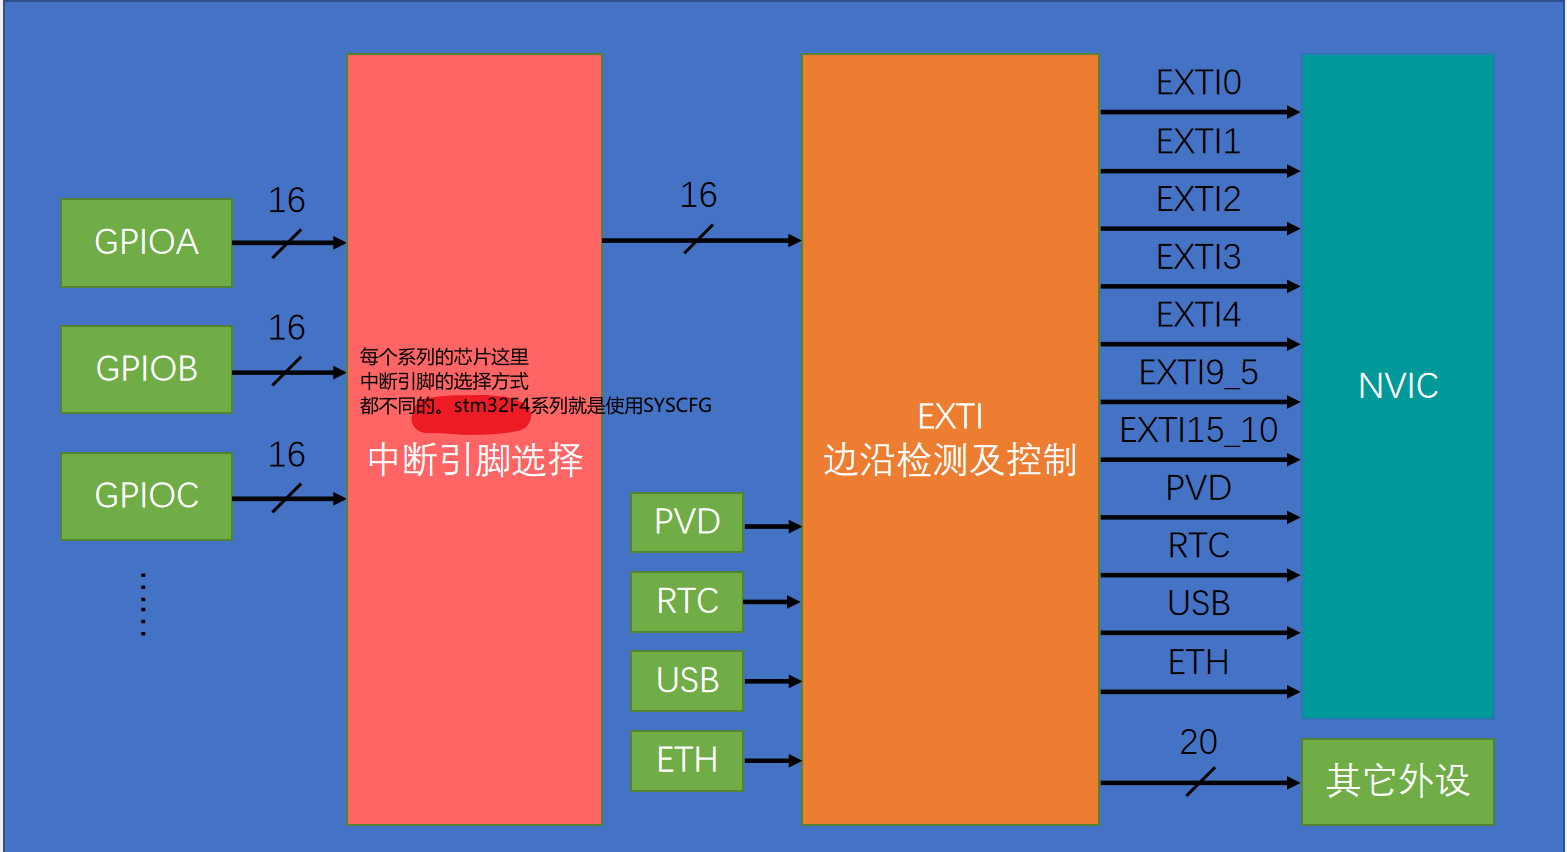 16
GPIOA
16
GPIOB
16
GPIOC
每个系列的芯片这里
中断引脚的选择方式
都不同的。stm32F4系列就是使用SYSCFG
中断引脚选择
16
PVD
RTC
USB
ETH
EXTI
边沿检测及控制
EXTI0
EXTI1
EXTI2
EXTI3
EXTI4
EXTI9_5
EXTI15_10
PVD
RTC
USB
ETH
20
NVIC
其它外设